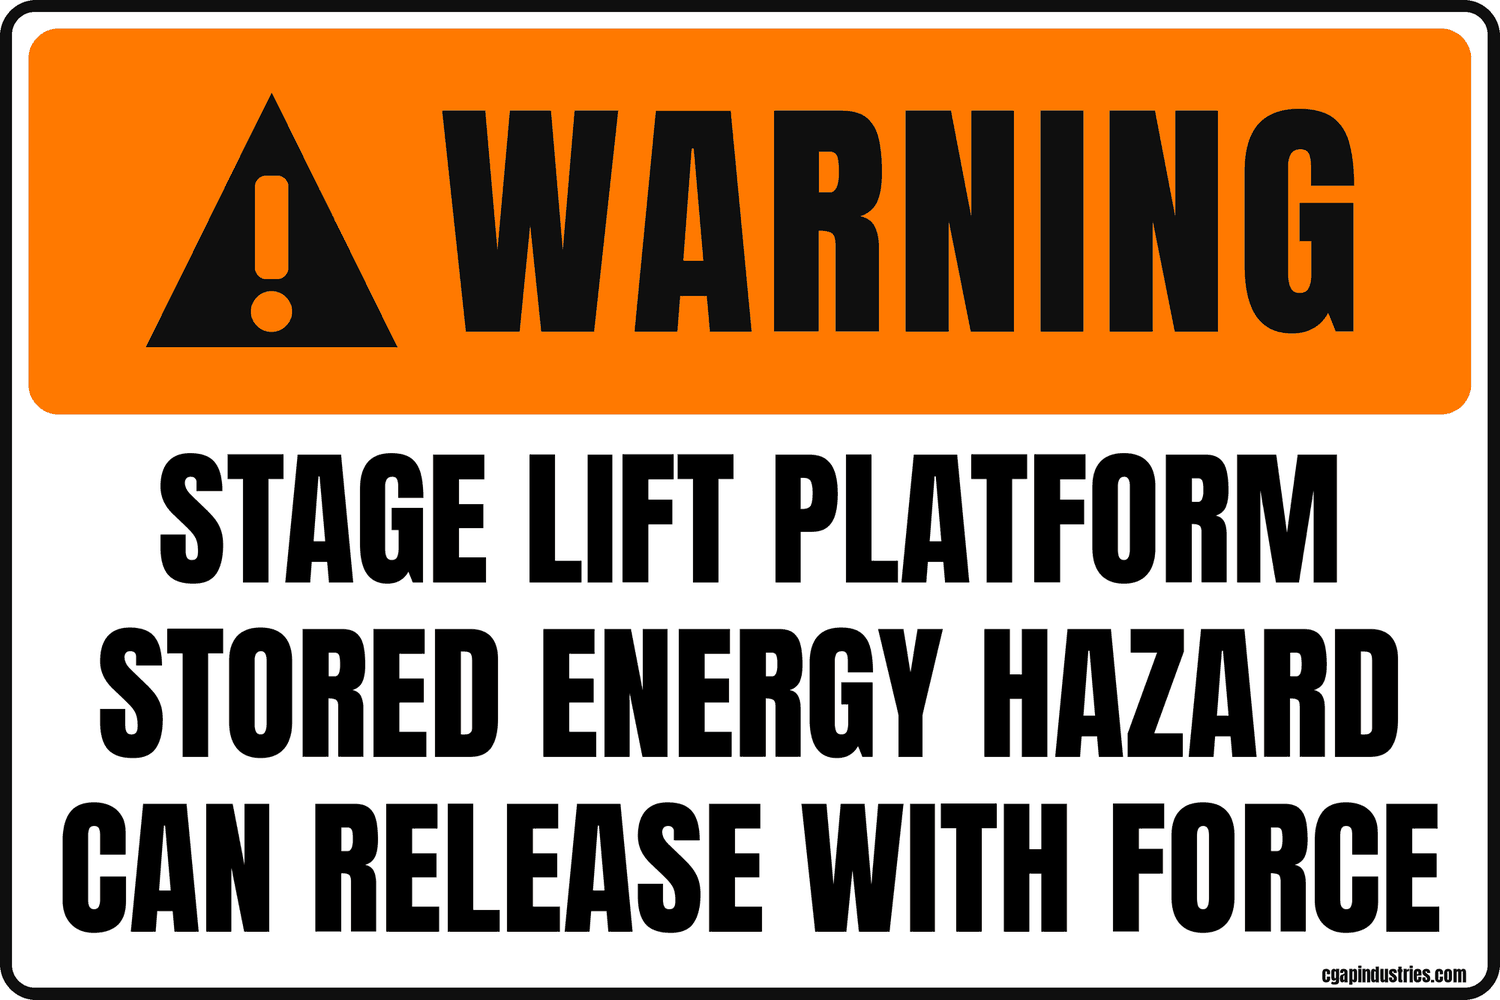 WARNING
STAGE LIFT PLATFORM
STORED ENERGY HAZARD
CAN RELEASE WITH FORCE
cgapindustries.com